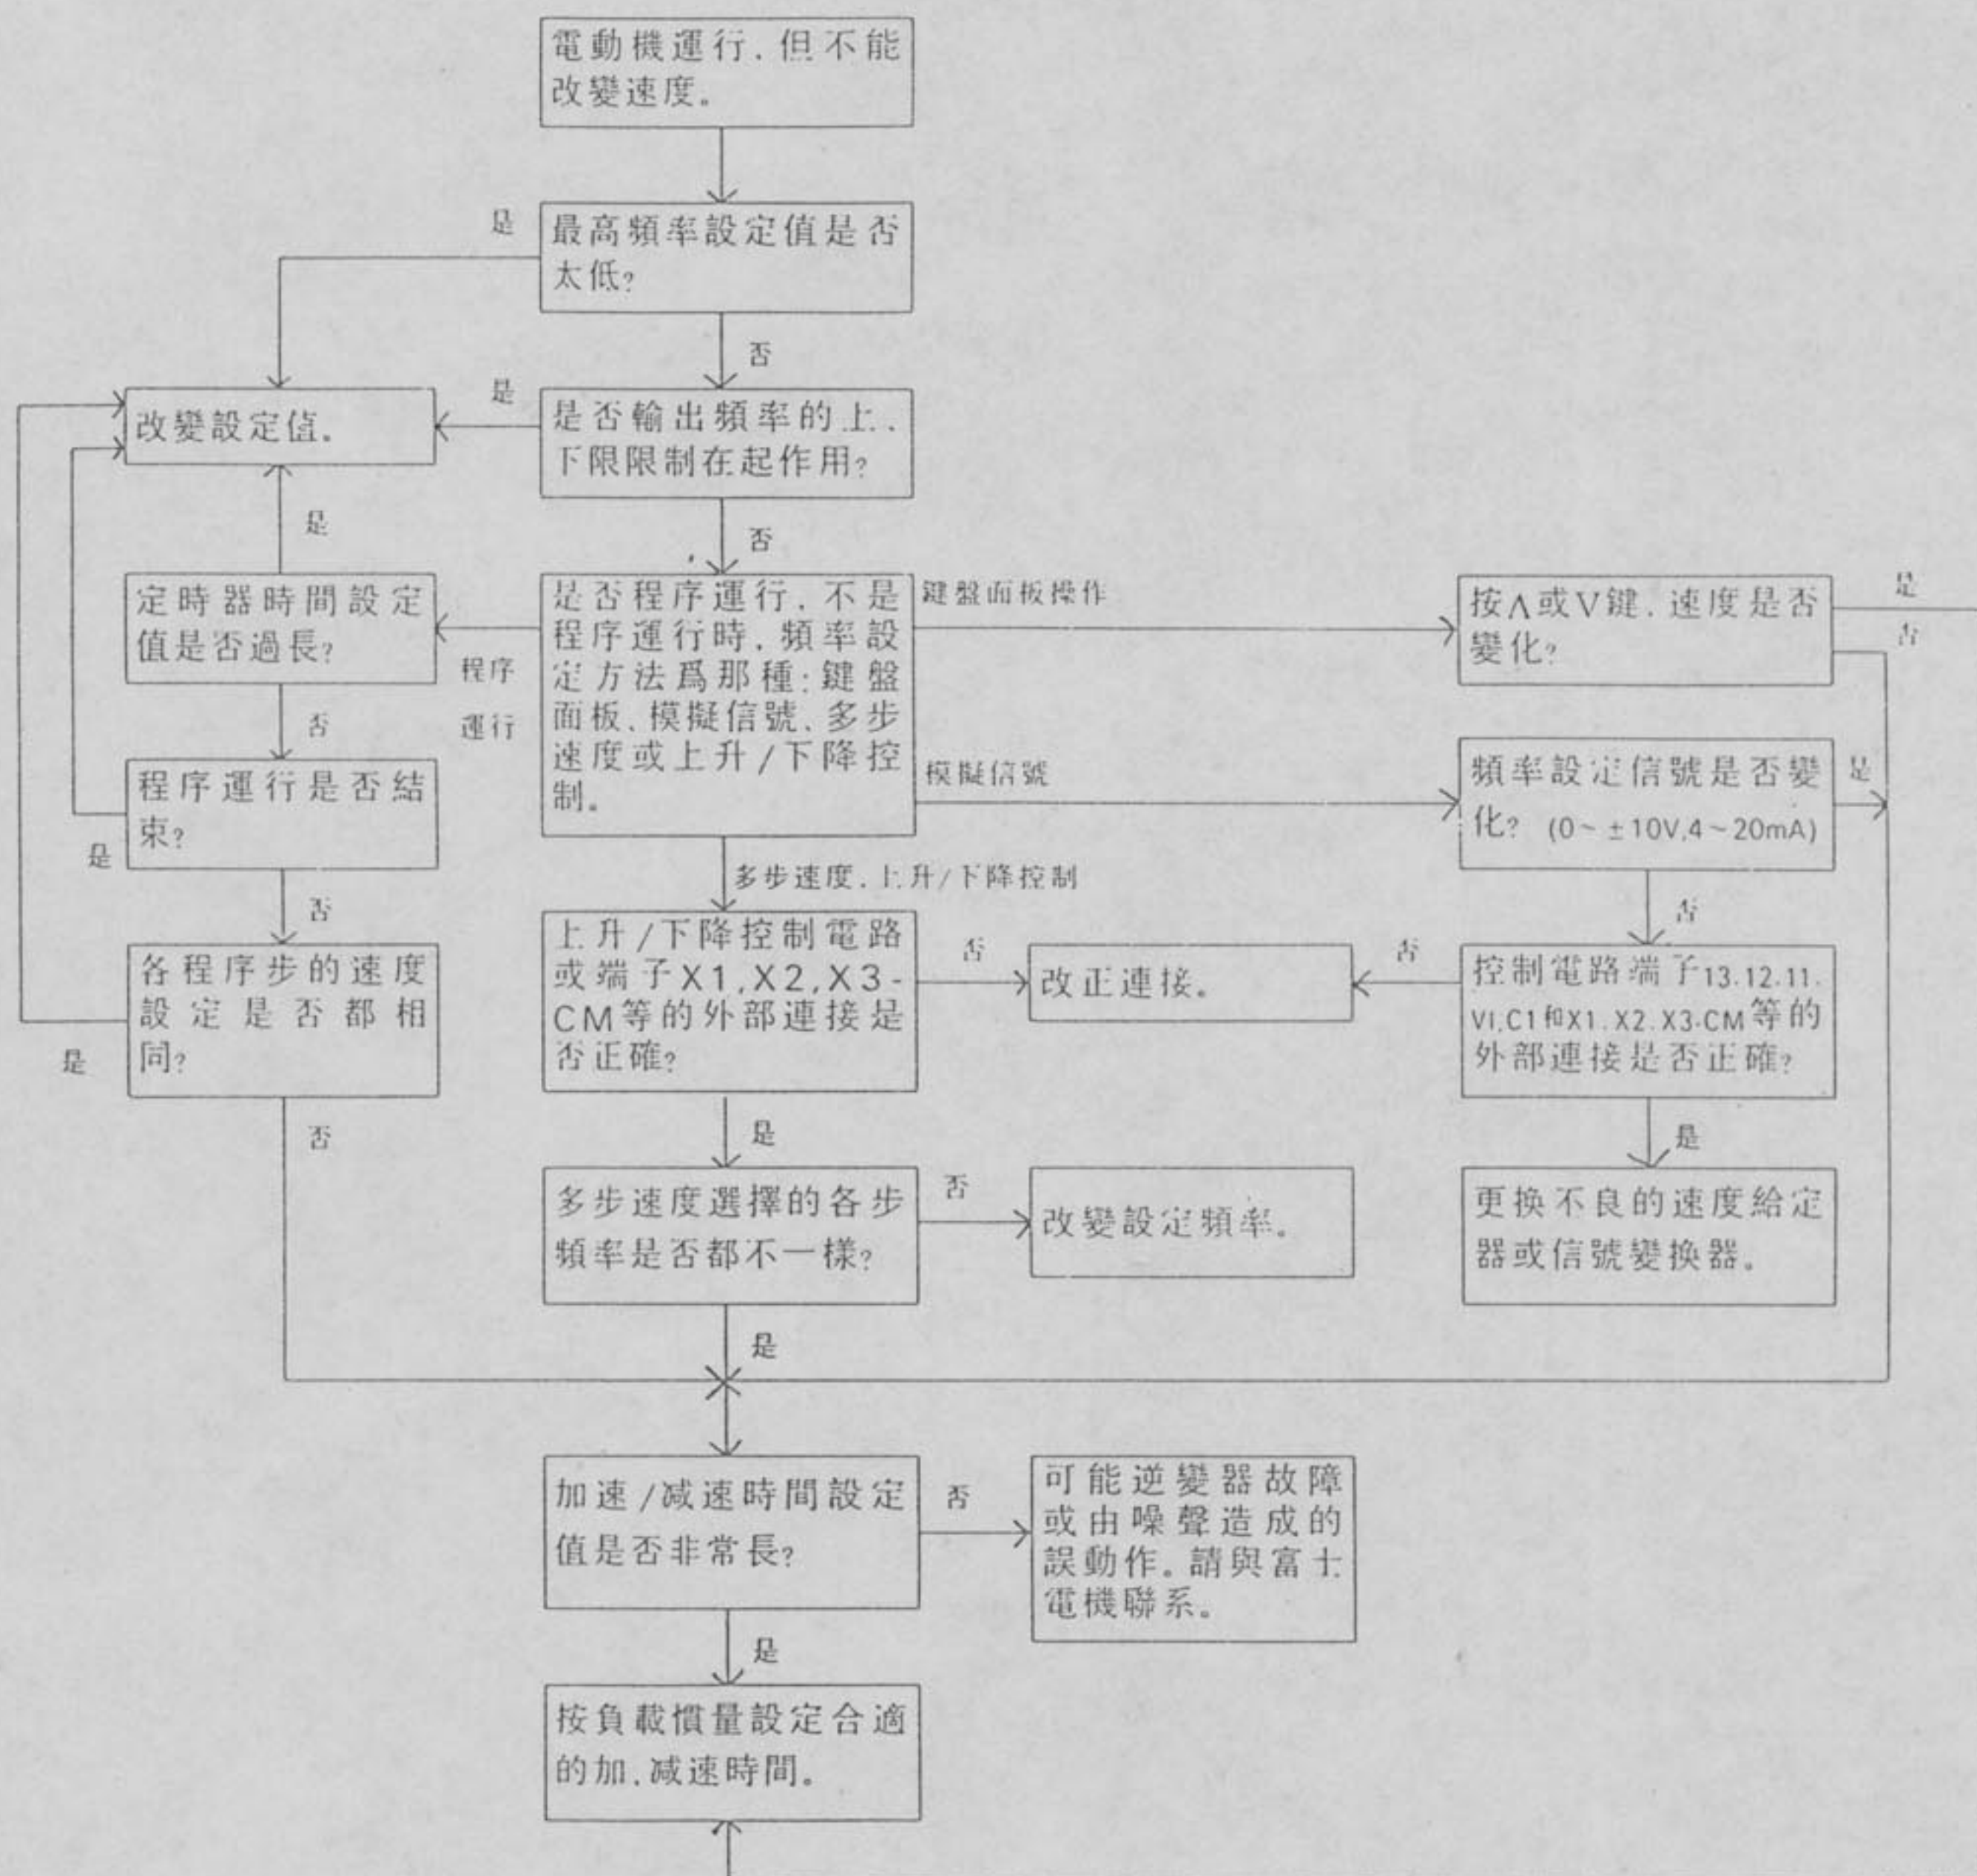 電動機運行.但不能
改變速度。
是
最高頻率設定值是否
太低?
否
改變設定值。
是
是否輸出頻率的上.
下限限制在起作用?
是
否
定時器時間設定
值是否過長?
程序
運行
是否程序運行.不是
程序運行時.頻率設
定方法爲那種:鍵盤
面板、模擬信號、多步
速度或上升/下降控
制。
鍵盤面板操作
按Λ或V鍵.速度是否
變化?
是
否
否
程序運行是否結
束?
是
模擬信號
頻率設定信號是否變
化? (0~±10V,4~20mA)
是
多步速度.上升/下降控制
否
否
各程序步的速度
設定是否都相
同?
是
上升/下降控制電路
或端子X1,X2,X3-
CM等的外部連接是
否正確?
否
改正連接。
否
控制電路端子13.12.11.
VI,C1和X1.X2.X3-CM等的
外部連接是否正確?
否
是
是
多步速度選擇的各步
頻率是否都不一樣?
否
改變設定頻率。
更换不良的速度給定
器或信號變换器。
是
加速/减速時間設定
值是否非常長?
否
可能逆變器故障
或由噪聲造成的
誤動作。請與富士
電機聯系。
是
按負載慣量設定合適
的加.减速時間。